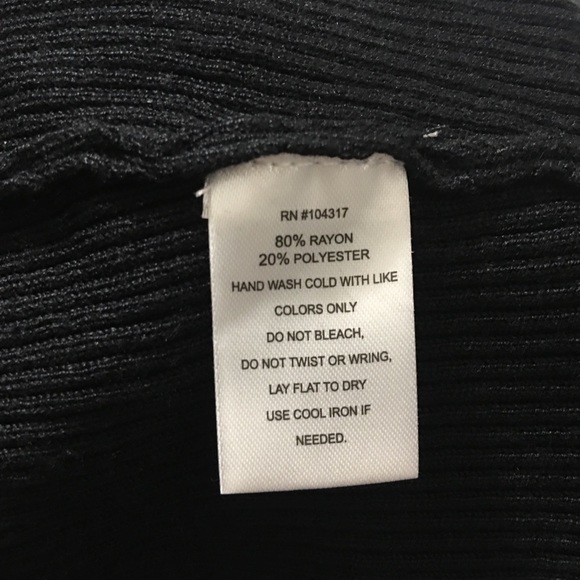 RN #104317
80% RAYON
20% POLYESTER
HAND WASH COLD WITH LIKE
COLORS ONLY
DO NOT BLEACH,
DO NOT TWIST OR WRING,
LAY FLAT TO DRY
USE COOL IRON IF
NEEDED.